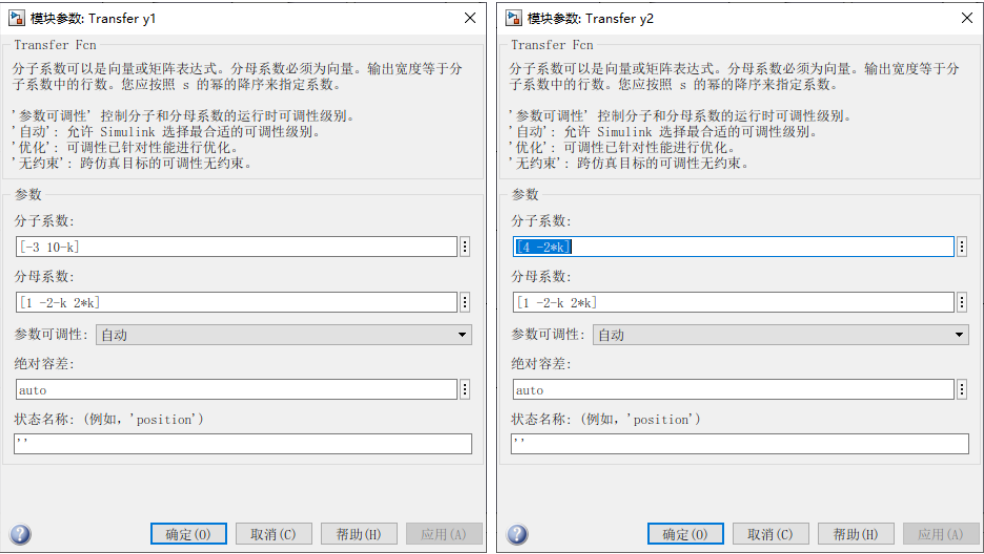 模块参数: Transfer y1
Transfer Fcn
分子系数可以是向量或矩阵表达式。分母系数必须为向量。输出宽度等于分
子系数中的行数。您应按照 s 的幂的降序来指定系数。
'参数可调性' 控制分子和分母系数的运行时可调性级别。
'自动': 允许 Simulink 选择最合适的可调性级别。
'优化': 可调性已针对性能进行优化。
'无约束': 跨仿真目标的可调性无约束。
参数
分子系数:
[-3 10-k]
分母系数:
[1 -2-k 2*k]
参数可调性: 自动
绝对容差:
auto
状态名称: (例如，'position')
''
确定(O) 取消(C) 帮助(H) 应用(A)
模块参数: Transfer y2
Transfer Fcn
分子系数可以是向量或矩阵表达式。分母系数必须为向量。输出宽度等于分
子系数中的行数。您应按照 s 的幂的降序来指定系数。
'参数可调性' 控制分子和分母系数的运行时可调性级别。
'自动': 允许 Simulink 选择最合适的可调性级别。
'优化': 可调性已针对性能进行优化。
'无约束': 跨仿真目标的可调性无约束。
参数
分子系数:
[4 -2*k]
分母系数:
[1 -2-k 2*k]
参数可调性: 自动
绝对容差:
auto
状态名称: (例如，'position')
''
确定(O) 取消(C) 帮助(H) 应用(A)